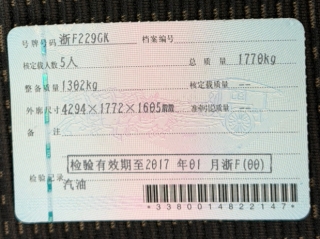 号牌号码 浙F229GK 档案编号
核定载人数 5人 总质量 1770kg
整备质量 1302kg 核定载质量 --
外廓尺寸 4294×1772×1605mm 准牵引总质量 --
备注
检验有效期至2017年01月浙F(00)
检验记录
汽油
*3380014822147*